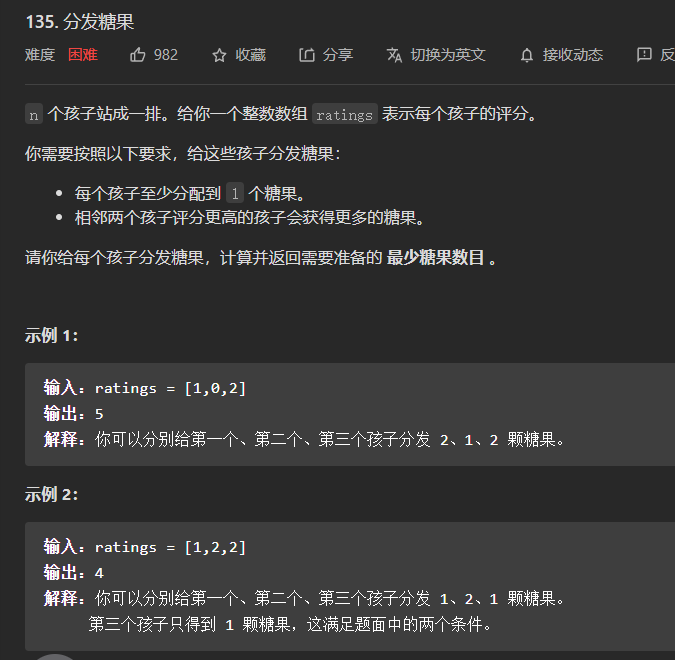 135. 分发糖果
难度 困难 982 收藏 分享 切换为英文 接收动态 反
n 个孩子站成一排。给你一个整数数组 ratings 表示每个孩子的评分。
你需要按照以下要求，给这些孩子分发糖果：
• 每个孩子至少分配到 1 个糖果。
• 相邻两个孩子评分更高的孩子会获得更多的糖果。
请你给每个孩子分发糖果，计算并返回需要准备的 最少糖果数目 。
示例 1：
输入：ratings = [1,0,2]
输出：5
解释：你可以分别给第一个、第二个、第三个孩子分发 2、1、2 颗糖果。
示例 2：
输入：ratings = [1,2,2]
输出：4
解释：你可以分别给第一个、第二个、第三个孩子分发 1、2、1 颗糖果。
第三个孩子只得到 1 颗糖果，这满足题面中的两个条件。